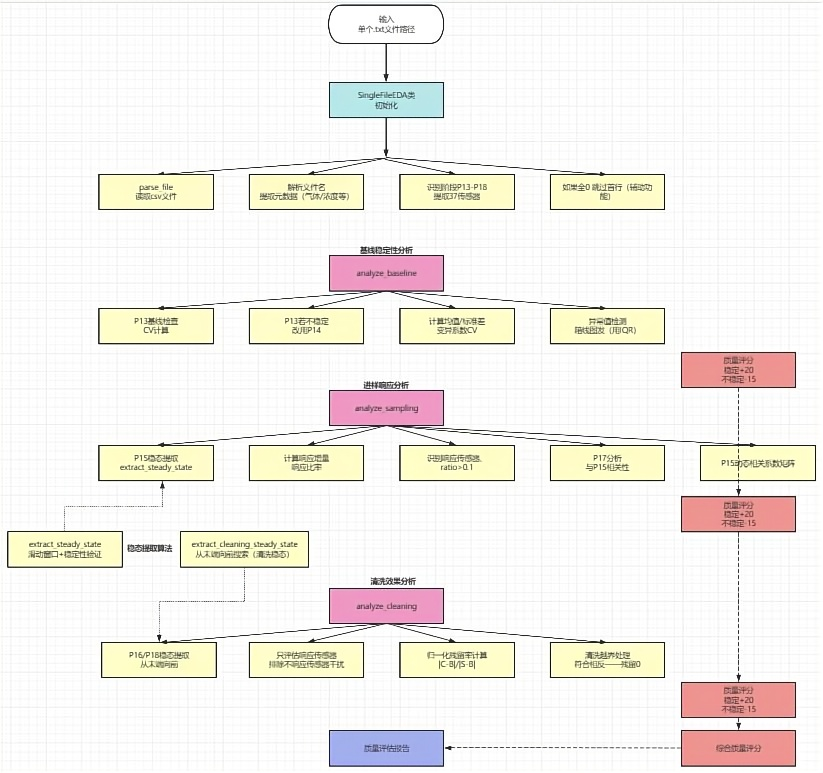 输入
单个.txt文件路径
SingleFileEDA类
初始化
parse_file
读取csv文件
解析文件名
提取元数据（气体/浓度等）
识别阶段P13-P18
提取37传感器
如果全0 跳过首行（辅助功
能）
基线稳定性分析
analyze_baseline
P13基线检查
CV计算
P13若不稳定
改用P14
计算均值/标准差
变异系数CV
异常值检测
箱线图法（用IQR）
质量评分
稳定+20
不稳定-15
进样响应分析
analyze_sampling
P15稳态提取
extract_steady_state
计算响应增量
响应比率
识别响应传感器,
ratio>0.1
P17分析
与P15相关性
P15动态相关系数矩阵
质量评分
稳定+20
不稳定-15
extract_steady_state
滑动窗口+稳定性验证
稳态提取算法
extract_cleaning_steady_state
从末端向前搜索（清洗稳态）
清洗效果分析
analyze_cleaning
P16/P18稳态提取
从末端向前
只评估响应传感器
排除不响应传感器干扰
归一化残留率计算
|C-B|/|S-B|
清洗越界处理
符合相反——残留0
质量评分
稳定+20
不稳定-15
质量评估报告
综合质量评分